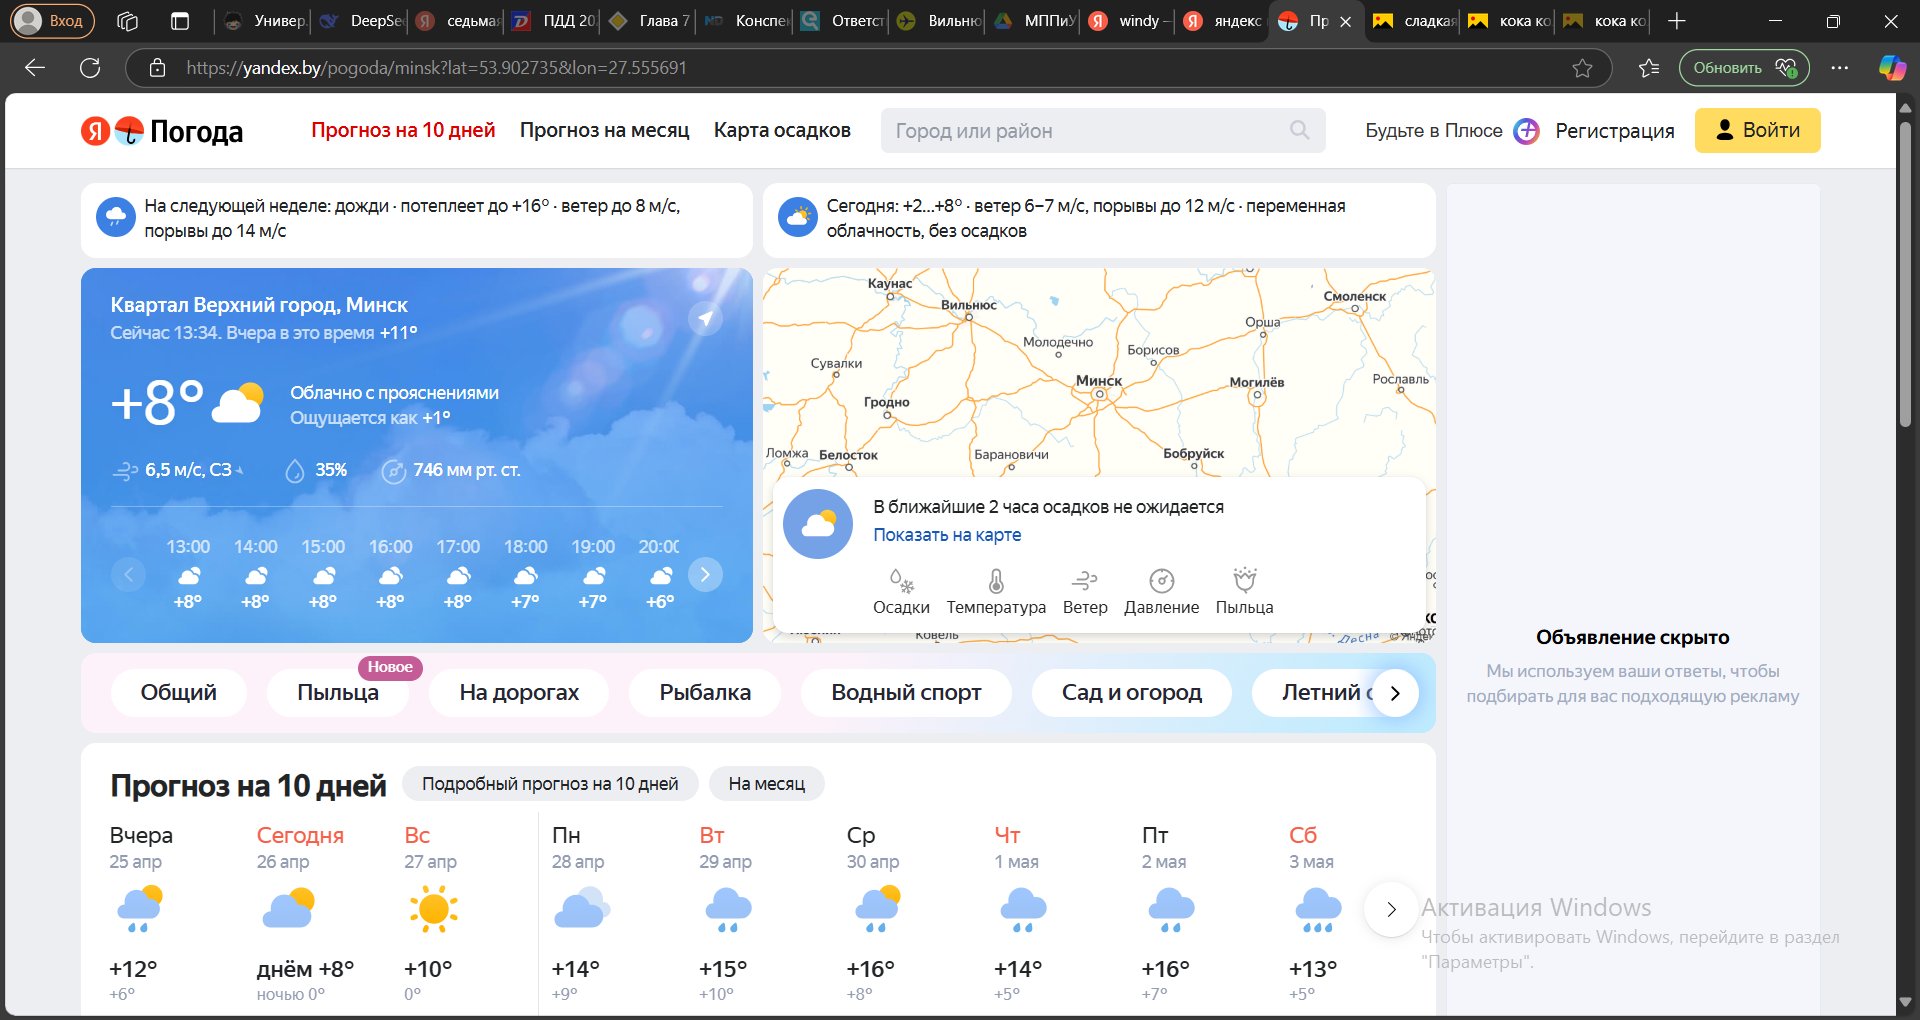 Вход
Универ.
DeepSee
седьмая
ПДД 20
Глава 7
Конспе
Ответст
Вильню
МППиУ
windy –
яндекс
Пр
сладкая
кока ко
кока ко
https://yandex.by/pogoda/minsk?lat=53.902735&lon=27.555691
Обновить
Я Погода
Прогноз на 10 дней
Прогноз на месяц
Карта осадков
Город или район
Будьте в Плюсе
Регистрация
Войти
На следующей неделе: дожди · потеплеет до +16° · ветер до 8 м/с,
порывы до 14 м/с
Сегодня: +2...+8° · ветер 6–7 м/с, порывы до 12 м/с · переменная
облачность, без осадков
Квартал Верхний город, Минск
Сейчас 13:34. Вчера в это время +11°
+8°
Облачно с прояснениями
Ощущается как +1°
6,5 м/с, СЗ
35%
746 мм рт. ст.
13:00 14:00 15:00 16:00 17:00 18:00 19:00 20:00
+8° +8° +8° +8° +8° +7° +7° +6°
Каунас
Вильнюс
Смоленск
Орша
Молодечно
Борисов
Сувалки
Минск
Могилёв
Рославль
Гродно
Ломжа
Белосток
Барановичи
Бобруйск
В ближайшие 2 часа осадков не ожидается
Показать на карте
Осадки
Температура
Ветер
Давление
Пыльца
Ковель
Десна
Новое
Общий
Пыльца
На дорогах
Рыбалка
Водный спорт
Сад и огород
Летний с
Прогноз на 10 дней
Подробный прогноз на 10 дней
На месяц
Вчера Сегодня Вс Пн Вт Ср Чт Пт Сб
25 апр 26 апр 27 апр 28 апр 29 апр 30 апр 1 мая 2 мая 3 мая
+12° днём +8° +10° +14° +15° +16° +14° +16° +13°
+6° ночью 0° 0° +9° +10° +8° +5° +7° +5°
Объявление скрыто
Мы используем ваши ответы, чтобы
подбирать для вас подходящую рекламу
Активация Windows
Чтобы активировать Windows, перейдите в раздел
"Параметры".